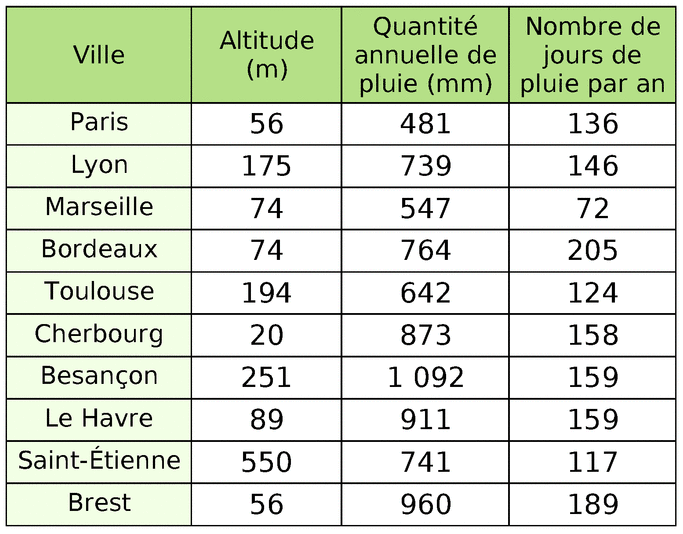 Ville Altitude (m) Quantité annuelle de pluie (mm) Nombre de jours de pluie par an
Paris 56 481 136
Lyon 175 739 146
Marseille 74 547 72
Bordeaux 74 764 205
Toulouse 194 642 124
Cherbourg 20 873 158
Besançon 251 1 092 159
Le Havre 89 911 159
Saint-Étienne 550 741 117
Brest 56 960 189